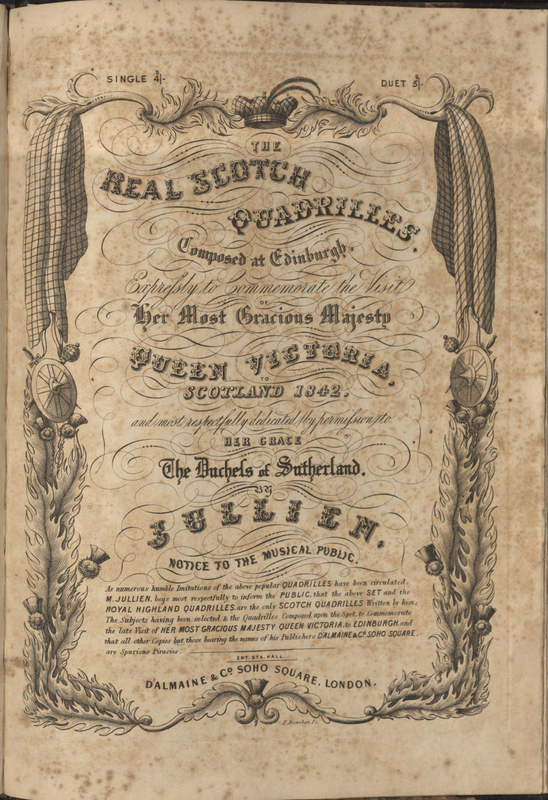 SINGLE 4/-
DUET 5/-
THE
REAL SCOTCH
QUADRILLES,
Composed at Edinburgh,
Expressly to Commemorate the Visit
OF
Her Most Gracious Majesty
QUEEN VICTORIA,
TO
SCOTLAND 1842.
and most respectfully dedicated, (by permission) to
HER GRACE
The Duchess of Sutherland.
BY
JULLIEN.
NOTICE TO THE MUSICAL PUBLIC.
As numerous humble Imitations of the above popular QUADRILLES have been circulated.
M. JULLIEN, begs most respectfully to inform the PUBLIC, that the above SET and the
ROYAL HIGHLAND QUADRILLES, are the only SCOTCH QUADRILLES Written by him;
The Subjects having been selected & the Quadrilles Composed upon the Spot, to Commemorate
the late Visit of HER MOST GRACIOUS MAJESTY QUEEN VICTORIA, to EDINBURGH, and
that all other Copies but those bearing the names of his Publishers D'ALMAINE & Co. SOHO SQUARE,
are Spurious Piracies.
ENT. STA. HALL.
D'ALMAINE & Co. SOHO SQUARE, LONDON.